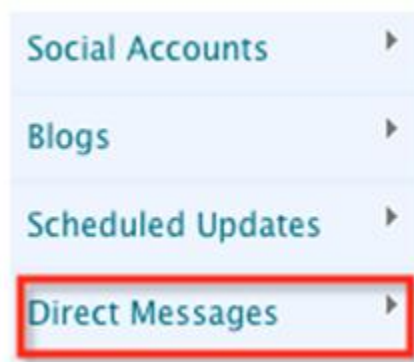 Social Accounts
Blogs
Scheduled Updates
Direct Messages